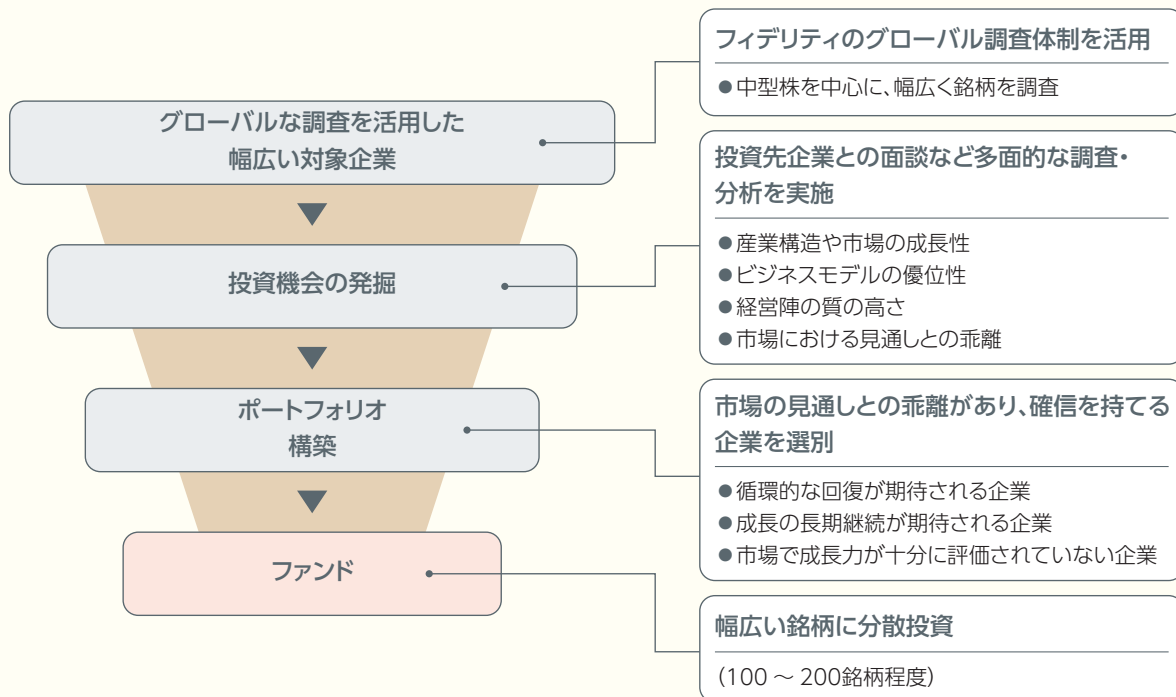 グローバルな調査を活用した
幅広い対象企業
フィデリティのグローバル調査体制を活用
●中型株を中心に、幅広く銘柄を調査
投資機会の発掘
投資先企業との面談など多面的な調査・
分析を実施
●産業構造や市場の成長性
●ビジネスモデルの優位性
●経営陣の質の高さ
●市場における見通しとの乖離
ポートフォリオ
構築
市場の見通しとの乖離があり、確信を持てる
企業を選別
●循環的な回復が期待される企業
●成長の長期継続が期待される企業
●市場で成長力が十分に評価されていない企業
ファンド
幅広い銘柄に分散投資
(100 ～ 200銘柄程度)